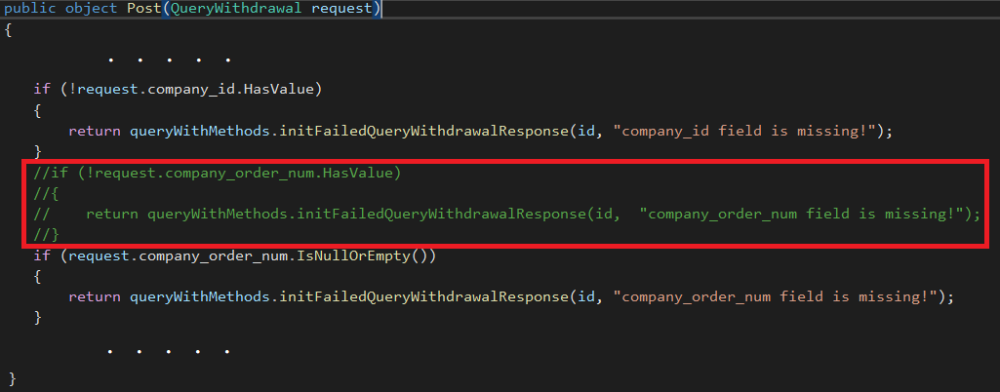 public object Post(QueryWithdrawal request)
{
. . . . .
if (!request.company_id.HasValue)
{
return queryWithMethods.initFailedQueryWithdrawalResponse(id, "company_id field is missing!");
}
//if (!request.company_order_num.HasValue)
//{
//    return queryWithMethods.initFailedQueryWithdrawalResponse(id,  "company_order_num field is missing!");
//}
if (request.company_order_num.IsNullOrEmpty())
{
return queryWithMethods.initFailedQueryWithdrawalResponse(id, "company_order_num field is missing!");
}
. . . . .
}